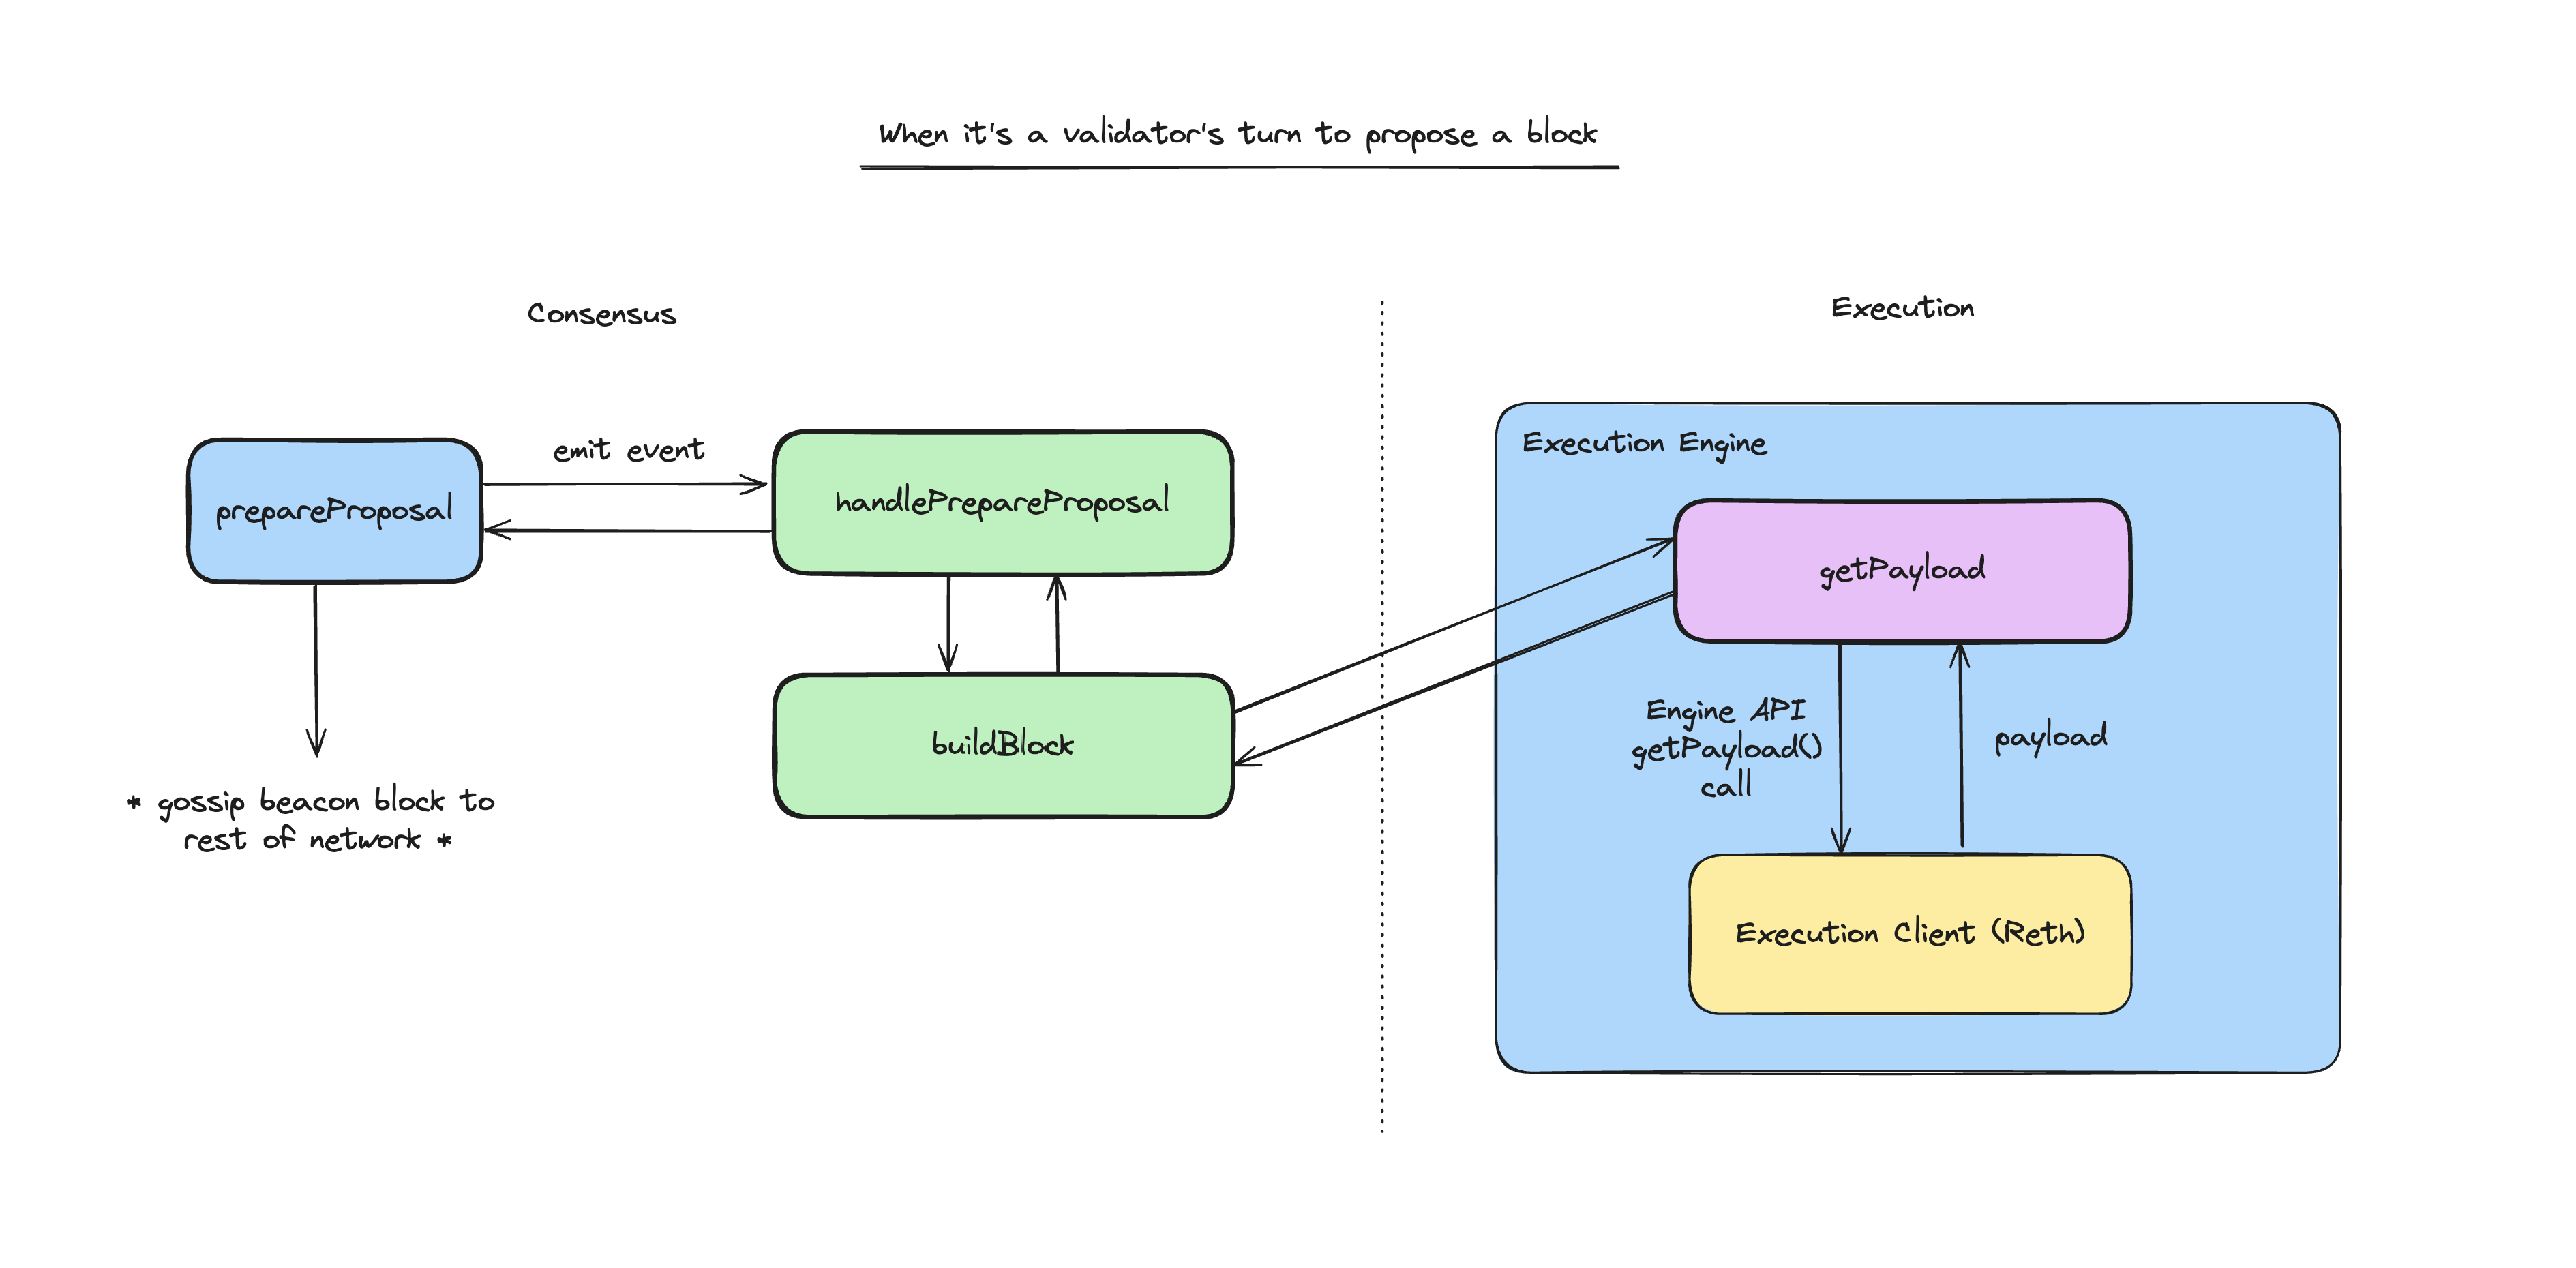 When it's a validator's turn to propose a block
Consensus
Execution
prepareProposal
emit event
handlePrepareProposal
buildBlock
* gossip beacon block to
rest of network *
Execution Engine
getPayload
Engine API
getPayload()
call
payload
Execution Client (Reth)